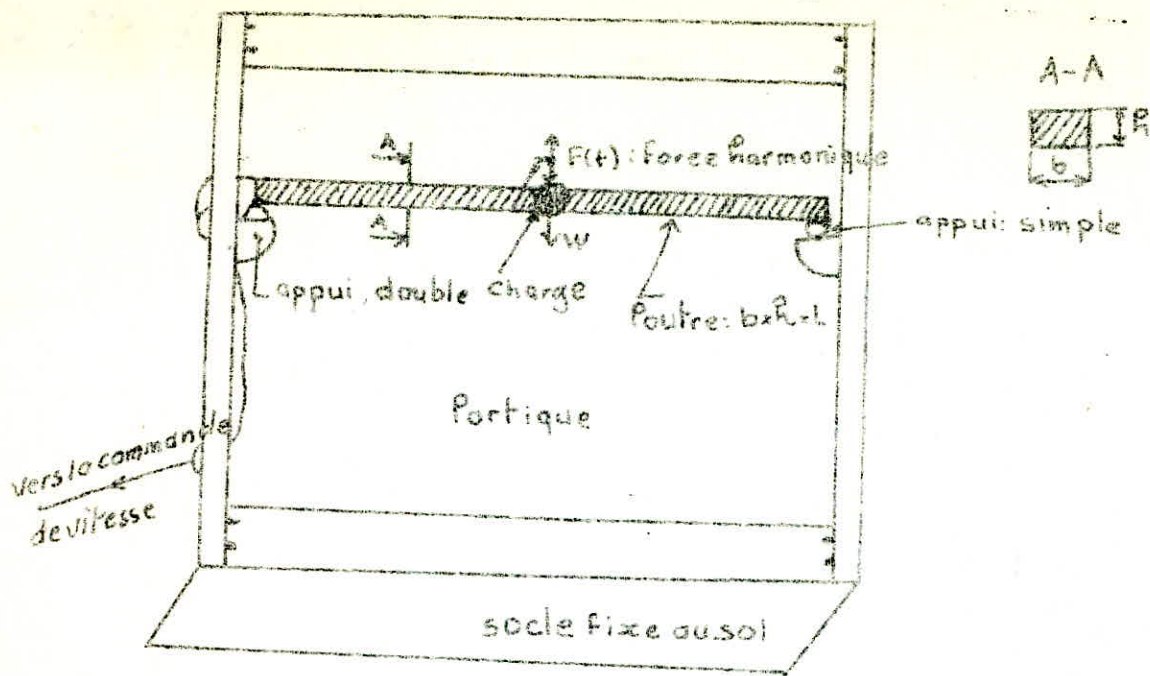 A-A
h
b
A
F(t): Force harmonique
A
W
appui simple
appui double
charge
Poutre: b×h×L
Portique
vers la commande
de vitesse
socle fixe au sol